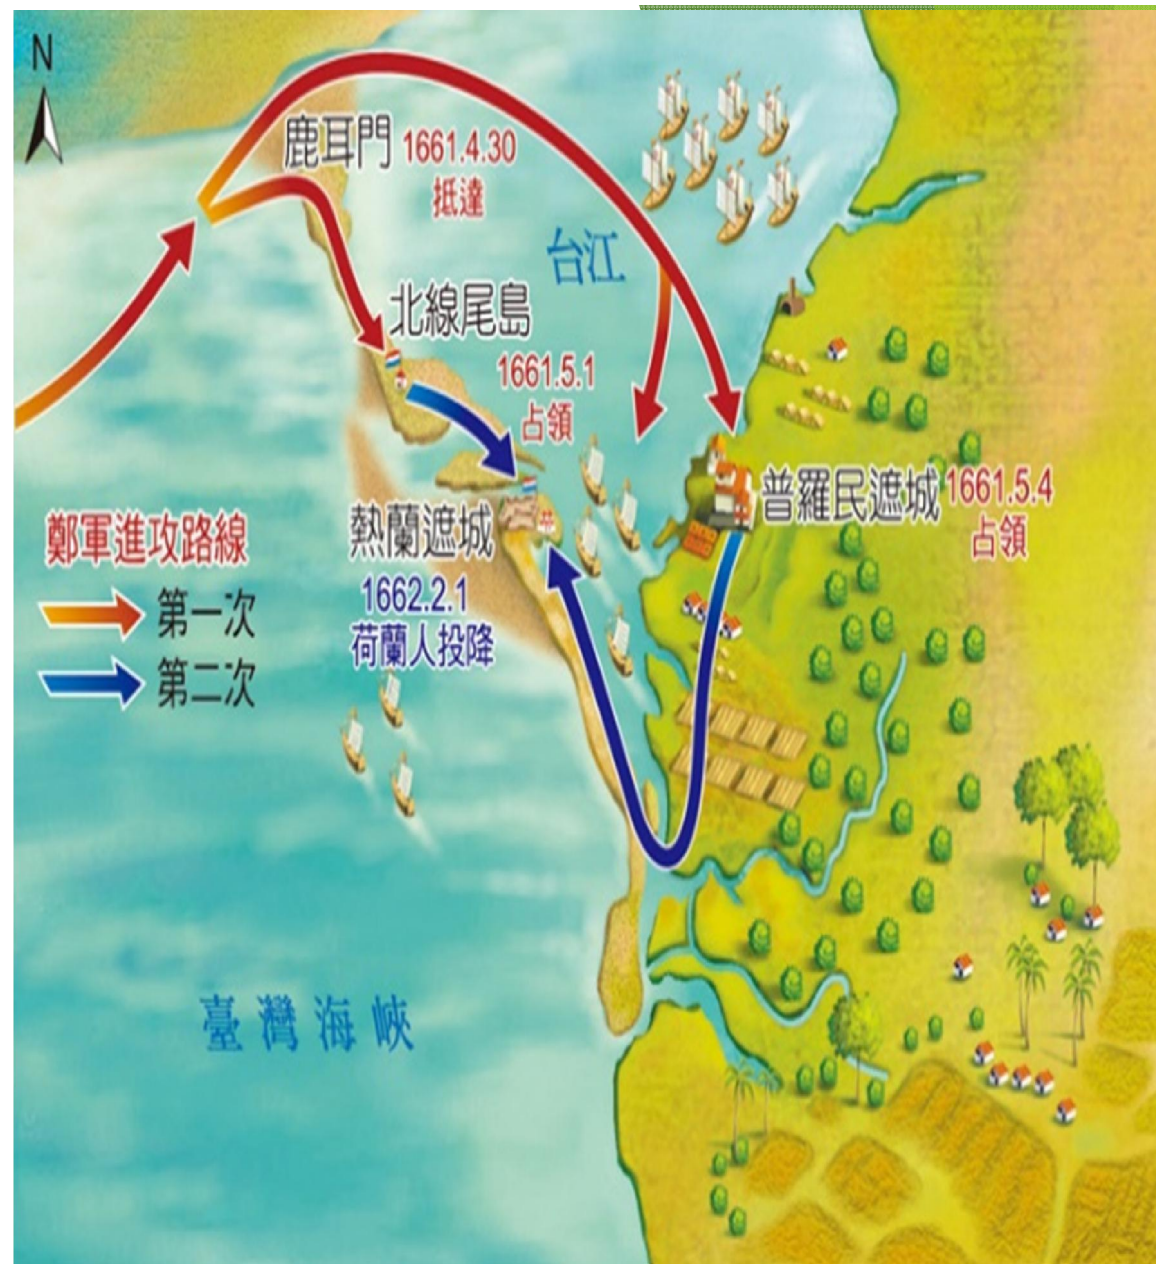 N
鹿耳門 1661.4.30
抵達
台江
北線尾島
1661.5.1
占領
普羅民遮城 1661.5.4
占領
熱蘭遮城
1662.2.1
荷蘭人投降
鄭軍進攻路線
第一次
第二次
臺灣海峽